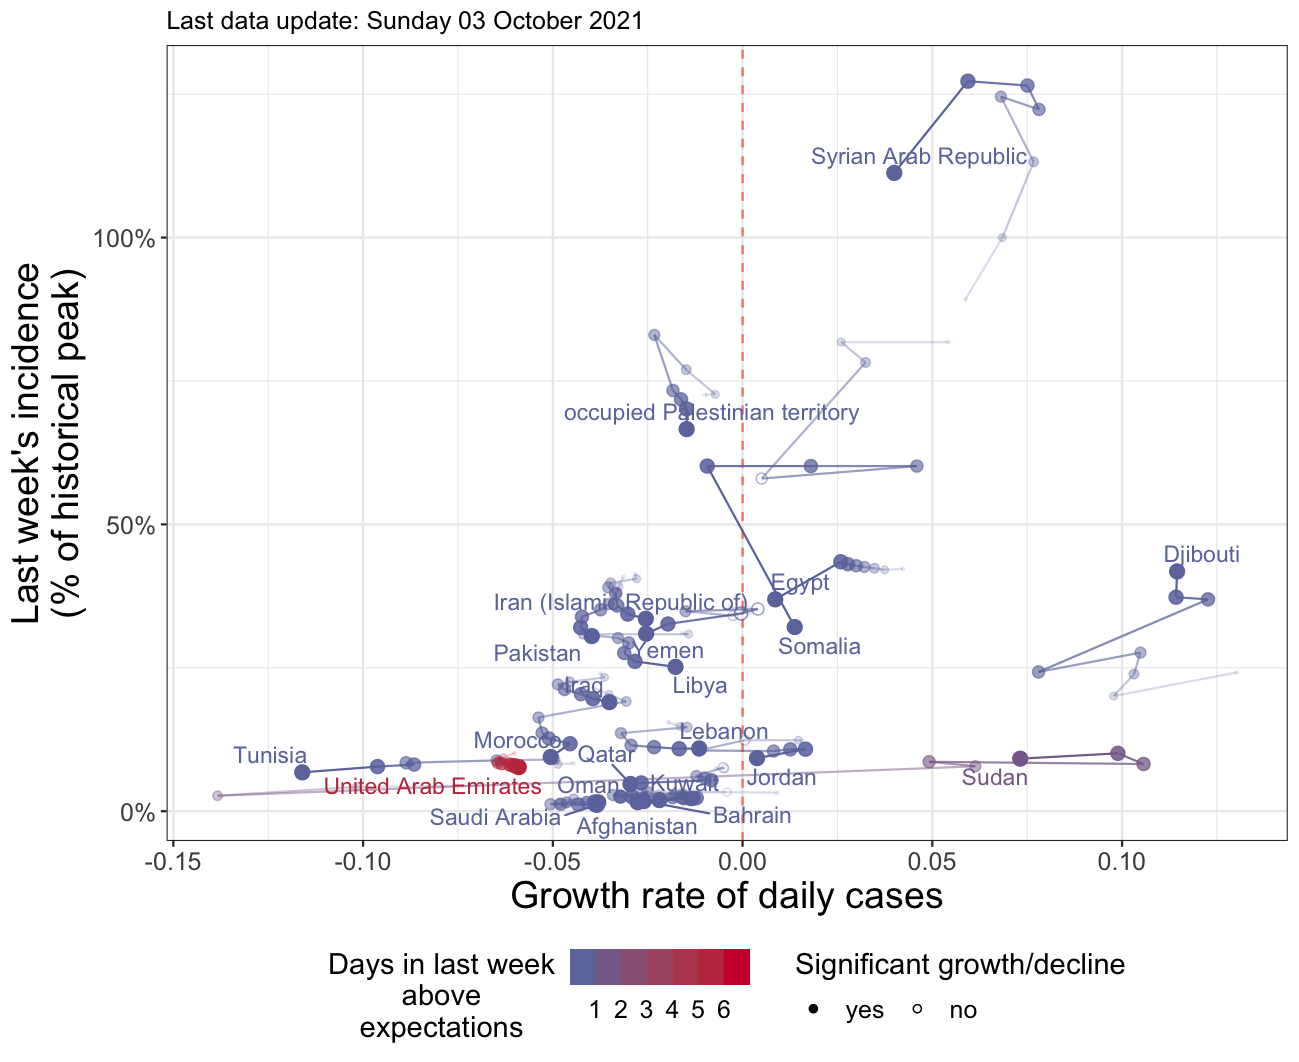 Last data update: Sunday 03 October 2021
Last week's incidence
(% of historical peak)
100%
50%
0%
Syrian Arab Republic
occupied Palestinian territory
Djibouti
Egypt
Iran (Islamic Republic of)
Somalia
Pakistan
Yemen
Libya
Iraq
Lebanon
Morocco
Tunisia
Qatar
United Arab Emirates
Oman
Kuwait
Jordan
Sudan
Saudi Arabia
Afghanistan
Bahrain
-0.15
-0.10
-0.05
0.00
0.05
0.10
Growth rate of daily cases
Days in last week
above
expectations
1 2 3 4 5 6
Significant growth/decline
yes
no